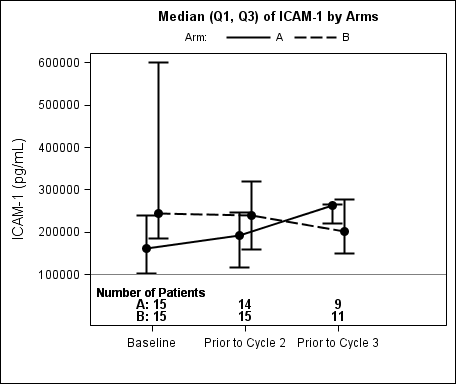 Median (Q1, Q3) of ICAM-1 by Arms
Arm: A B
ICAM-1 (pg/mL)
600000
500000
400000
300000
200000
100000
Number of Patients
A: 15 14 9
B: 15 15 11
Baseline Prior to Cycle 2 Prior to Cycle 3